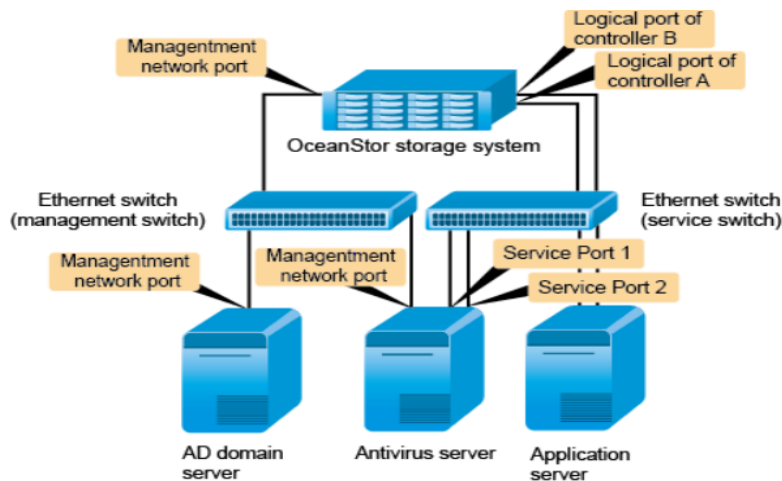 Logical port of
controller B
Managentment
network port
Logical port of
controller A
OceanStor storage system
Ethernet switch
(management switch)
Ethernet switch
(service switch)
Managentment
network port
Managentment
network port
Service Port 1
Service Port 2
AD domain
server
Antivirus server
Application
server